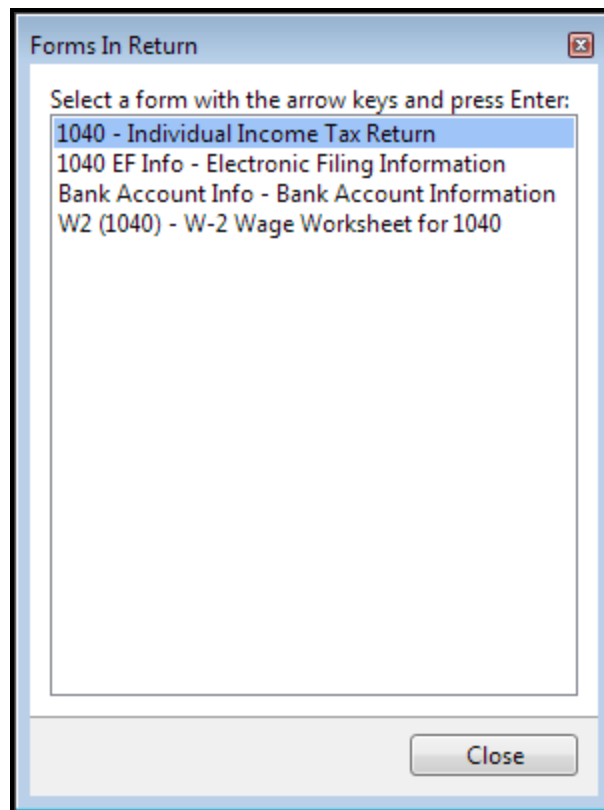 Forms In Return
Select a form with the arrow keys and press Enter:
1040 - Individual Income Tax Return
1040 EF Info - Electronic Filing Information
Bank Account Info - Bank Account Information
W2 (1040) - W-2 Wage Worksheet for 1040
Close